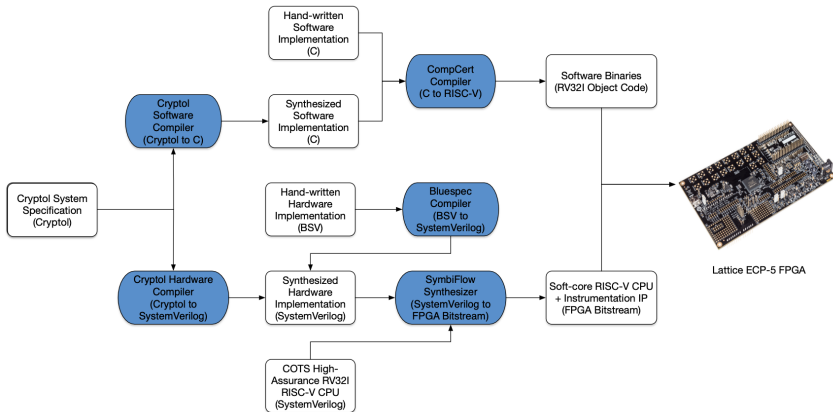 Hand-written
Software
Implementation
(C)
CompCert
Compiler
(C to RISC-V)
Software Binaries
(RV32I Object Code)
Cryptol
Software
Compiler
(Cryptol to C)
Synthesized
Software
Implementation
(C)
Cryptol System
Specification
(Cryptol)
Hand-written
Hardware
Implementation
(BSV)
Bluespec
Compiler
(BSV to
SystemVerilog)
Lattice ECP-5 FPGA
Cryptol Hardware
Compiler
(Cryptol to
SystemVerilog)
Synthesized
Hardware
Implementation
(SystemVerilog)
SymbiFlow
Synthesizer
(SystemVerilog to
FPGA Bitstream)
Soft-core RISC-V CPU
+ Instrumentation IP
(FPGA Bitstream)
COTS High-
Assurance RV32I
RISC-V CPU
(SystemVerilog)